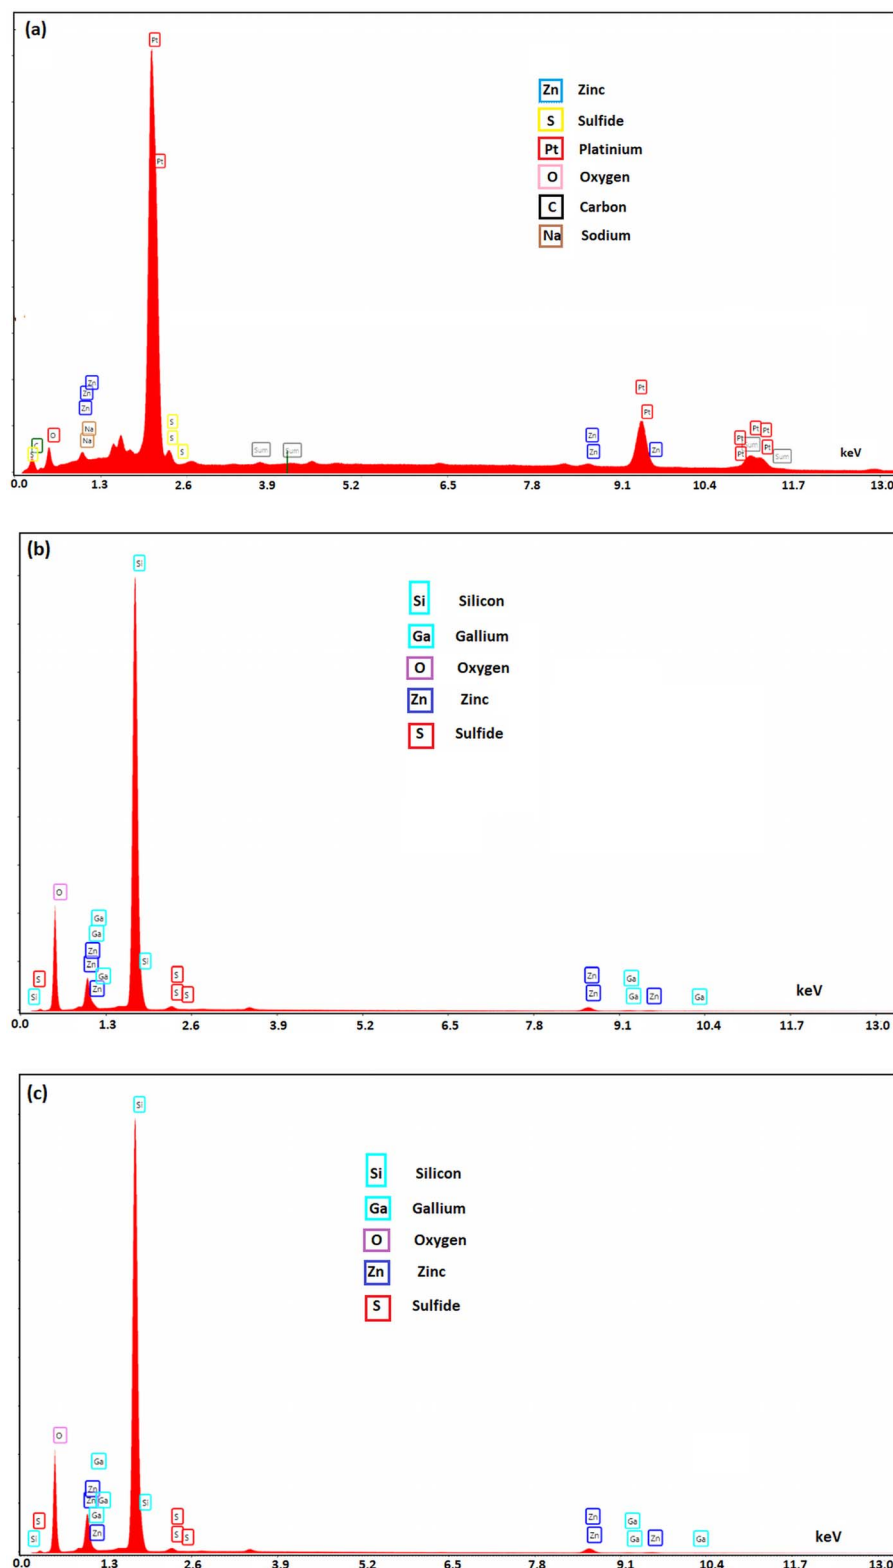 (a)
Pt
Pt
Zn Zinc
S Sulfide
Pt Platinium
O Oxygen
C Carbon
Na Sodium
Zn
Zn
Zn
Na
Na
C
S
O
S
S
S
Sum
Sum
Pt
Pt
Zn
Zn
Zn
Pt
Pt
Pt
Sum
Pt
Pt
Sum
keV
0.0 1.3 2.6 3.9 5.2 6.5 7.8 9.1 10.4 11.7 13.0
(b)
Si
Si Silicon
Ga Gallium
O Oxygen
Zn Zinc
S Sulfide
O
Ga
Ga
Zn
Zn
Ga
Zn
S
Si
Si
S
S S
Zn
Zn
Ga
Ga
Zn
Ga
keV
0.0 1.3 2.6 3.9 5.2 6.5 7.8 9.1 10.4 11.7 13.0
(c)
Si
Si Silicon
Ga Gallium
O Oxygen
Zn Zinc
S Sulfide
O
Ga
Zn
Zn Ga
Ga
Zn
S
Si
Si
S
S S
Zn
Zn
Ga
Ga
Zn
Ga
keV
0.0 1.3 2.6 3.9 5.2 6.5 7.8 9.1 10.4 11.7 13.0